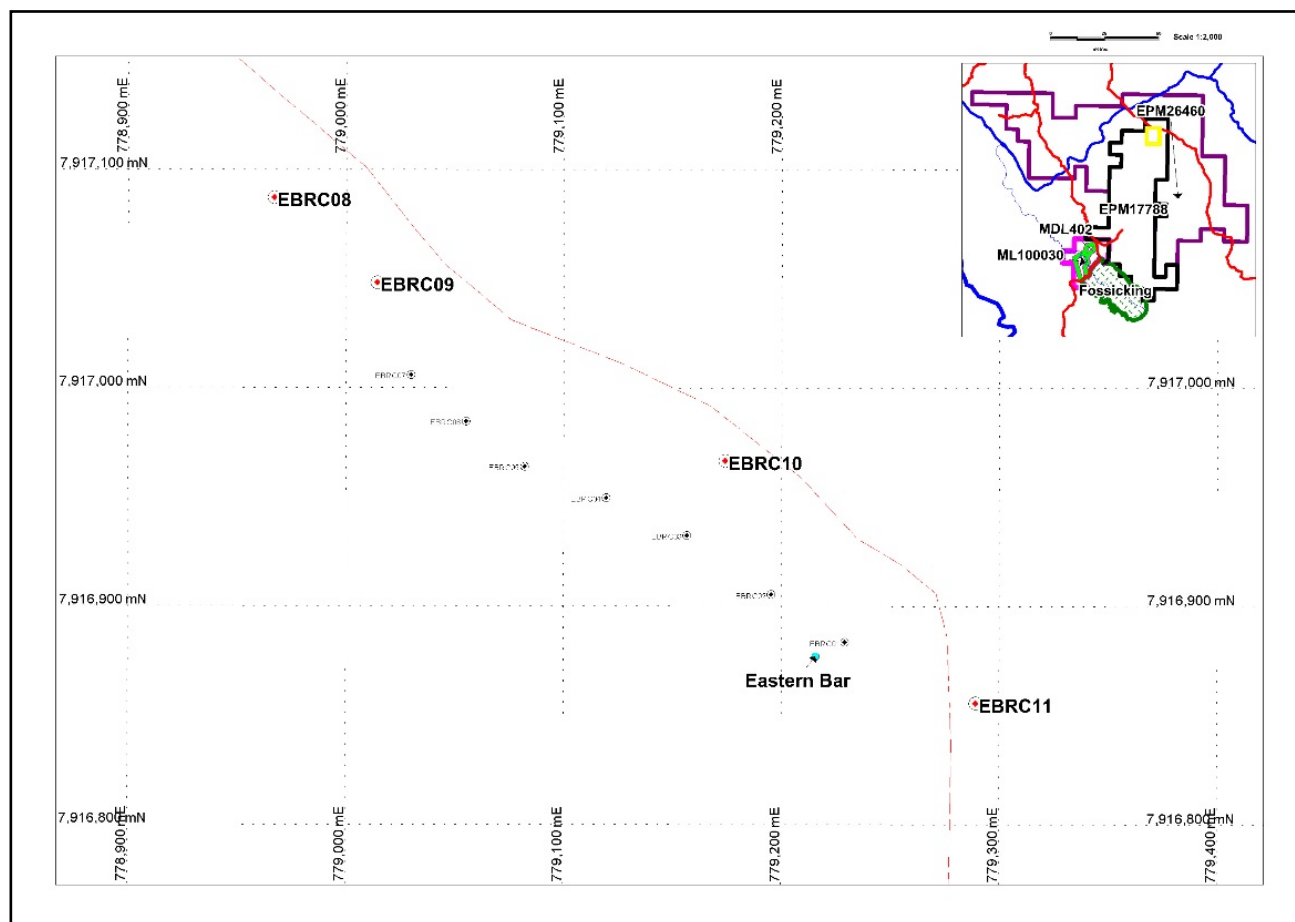 Scale 1:2,000
778,900 mE
779,000 mE
779,100 mE
779,200 mE
EPM26460
EPM17788
MDL402
ML100030
Fossicking
7,917,100 mN
EBRC08
EBRC09
7,917,000 mN
7,917,000 mN
EBRC07
EBRC10
7,916,900 mN
7,916,900 mN
Eastern Bar
EBRC11
7,916,800 mN
7,916,800 mN
778,900 mE
779,000 mE
779,100 mE
779,200 mE
779,300 mE
779,400 mE